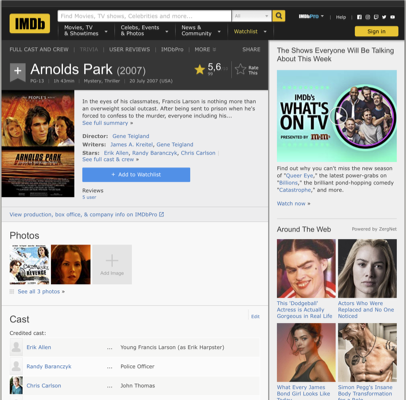 IMDb
Find Movies, TV shows, Celebrities and more...
All
IMDbPro
Help
Movies, TV
& Showtimes
Celebs, Events
& Photos
News &
Community
Watchlist
Sign in
FULL CAST AND CREW
TRIVIA
USER REVIEWS
IMDbPro
MORE
SHARE
Arnolds Park (2007)
5,6
Rate
This
PG-13 | 1h 43min | Mystery, Thriller | 20 July 2007 (USA)
In the eyes of his classmates, Francis Larson is nothing more than
an overweight social outcast. After being sent to prison when he's
forced to confess to the murder, everyone including his...
See full summary »
Director: Gene Teigland
Writers: James A. Kreitel, Gene Teigland
Stars: Erik Allen, Randy Baranczyk, Chris Carlson
See full cast & crew »
+ Add to Watchlist
Reviews
6 user
ARNOLDS PARK
View production, box office, & company info on IMDbPro
Photos
REVENGE
Add Image
See all 3 photos »
Cast
Edit
Credited cast:
Erik Allen ... Young Francis Larson (as Erik Harpster)
Randy Baranczyk ... Police Officer
Chris Carlson ... John Thomas
The Shows Everyone Will Be Talking
About This Week
IMDb's
WHAT'S
ON TV
PRESENTED BY m&m's
Find out why you can't miss the new season
of "Queer Eye," the latest power-grabs on
"Billions," the brilliant pond-hopping comedy
"Catastrophe," and more.
Watch now »
Around The Web
Powered by ZergNet
This 'Dodgeball'
Actress is Actually
Gorgeous in Real Life
Actors Who Were
Replaced and No One
Noticed
What Every James
Bond Girl Looks Like
Simon Pegg's Insane
Body Transformation